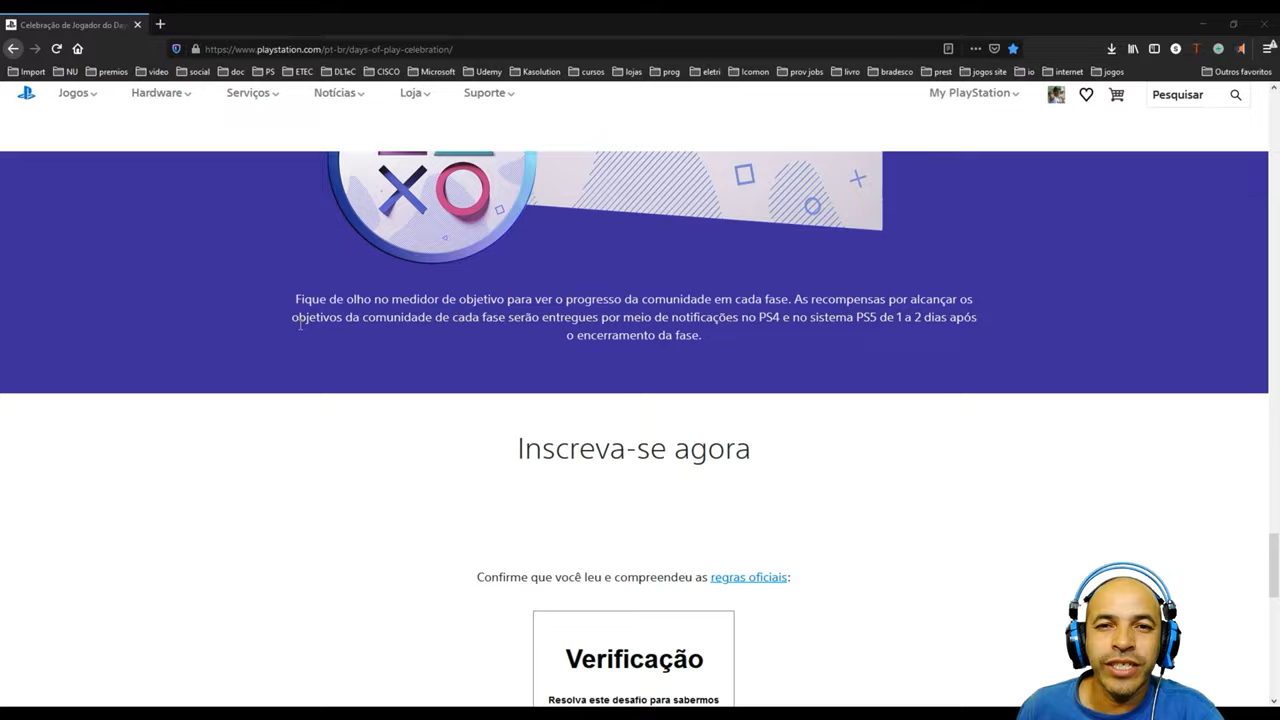 Celebração de Jogador do Day
https://www.playstation.com/pt-br/days-of-play-celebration/
Import NU premios video social doc PS ETEC DLTeC CISCO Microsoft Udemy Kasolution cursos lojas prog eletri Icomon prov jobs livro bradesco prest jogos site io internet jogos Outros favoritos
Jogos Hardware Serviços Notícias Loja Suporte My PlayStation Pesquisar
Fique de olho no medidor de objetivo para ver o progresso da comunidade em cada fase. As recompensas por alcançar os
objetivos da comunidade de cada fase serão entregues por meio de notificações no PS4 e no sistema PS5 de 1 a 2 dias após
o encerramento da fase.
Inscreva-se agora
Confirme que você leu e compreendeu as regras oficiais:
Verificação
Resolva este desafio para sabermos